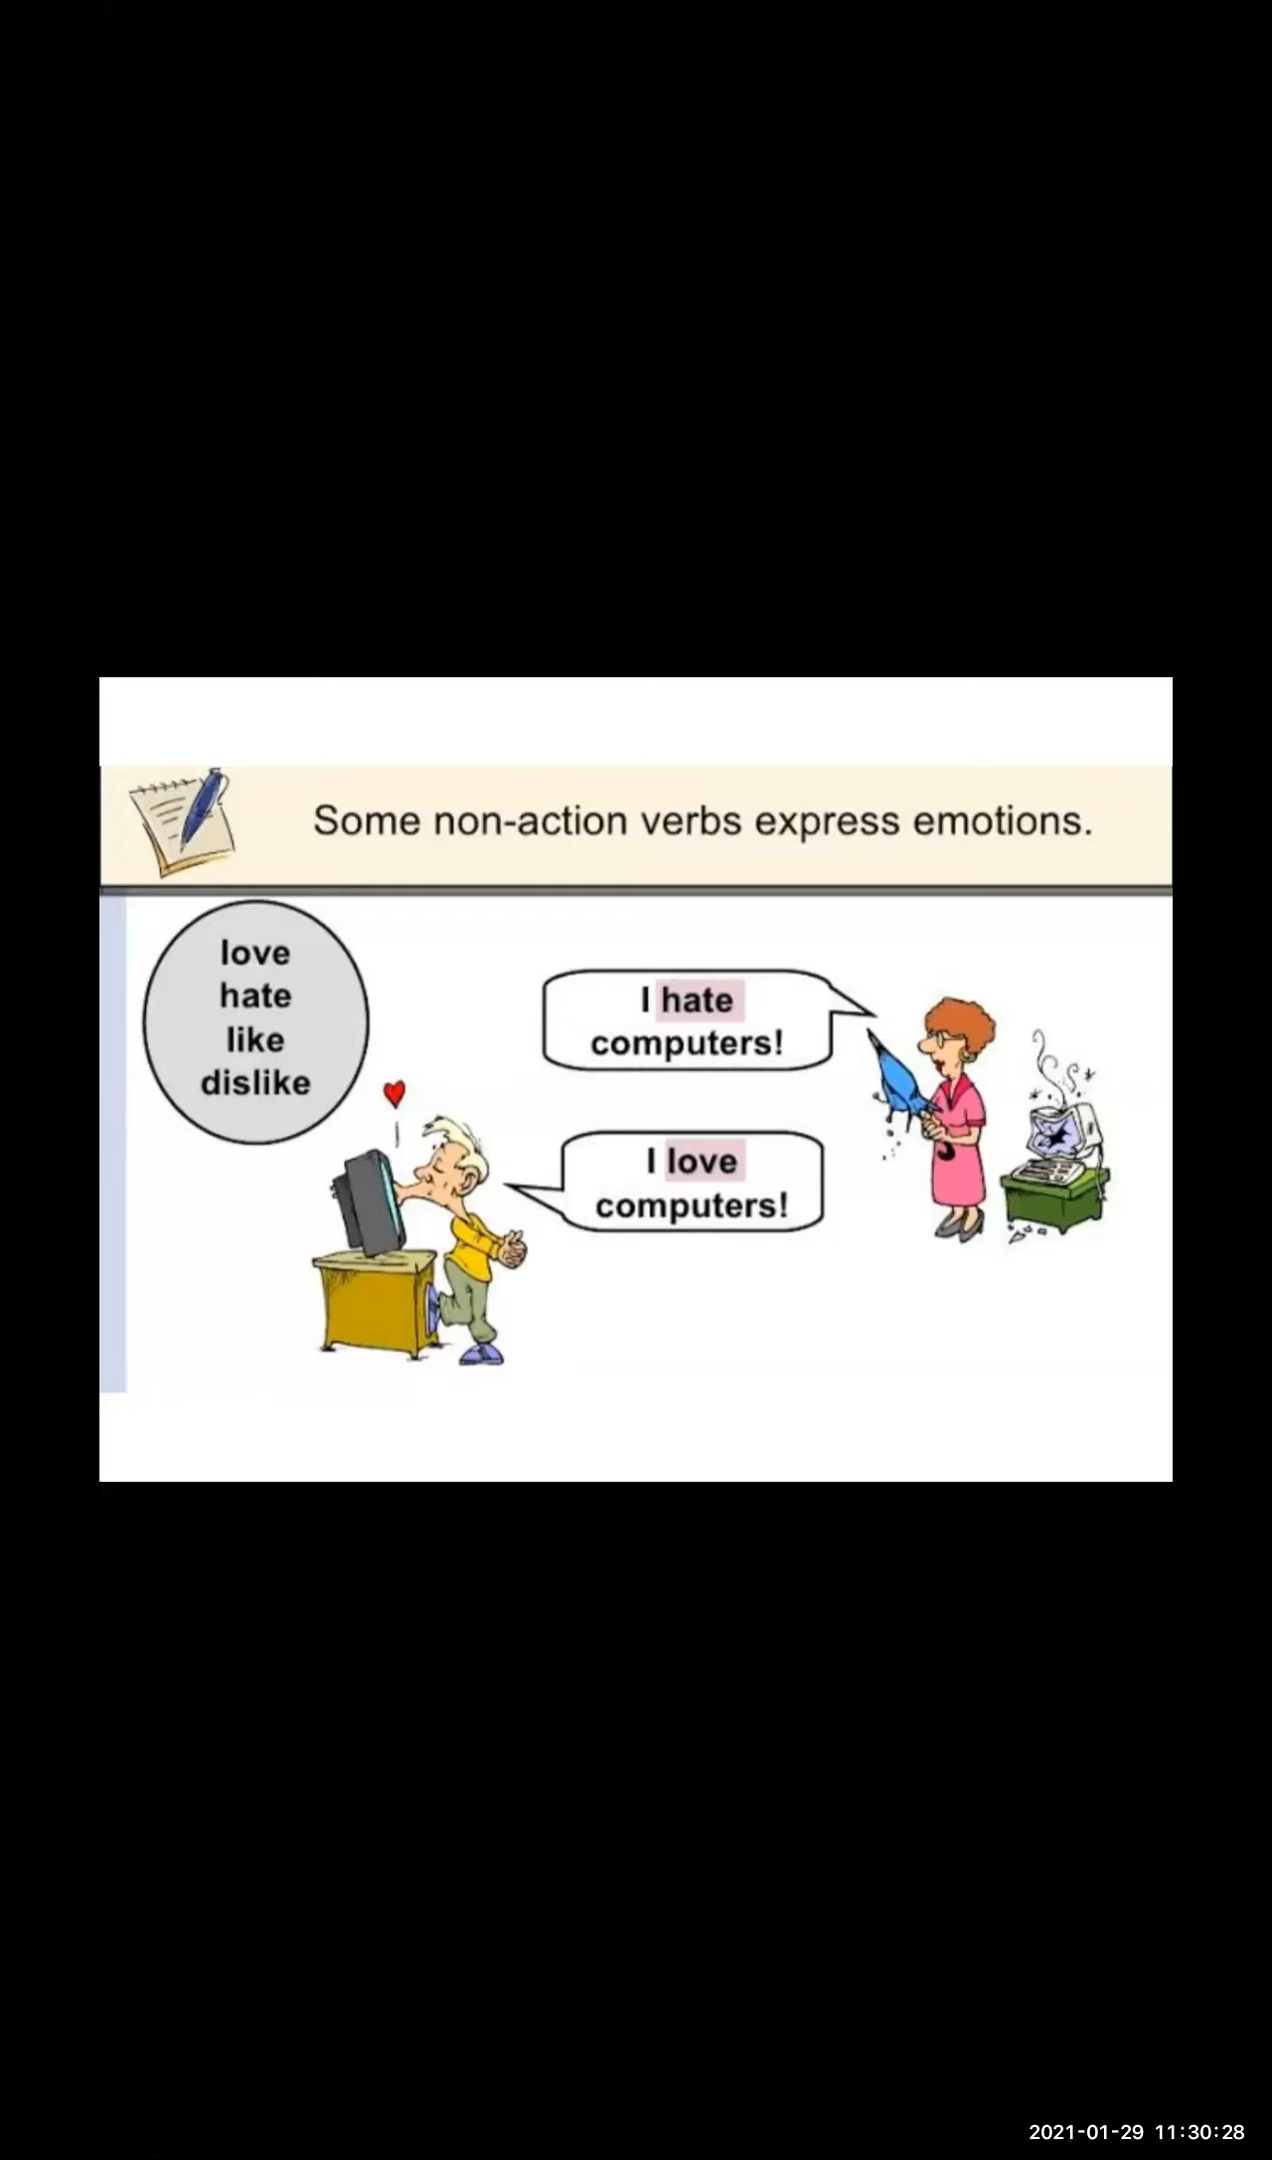 Some non-action verbs express emotions.
love
hate
like
dislike
I hate
computers!
I love
computers!
2021-01-29 11:30:28